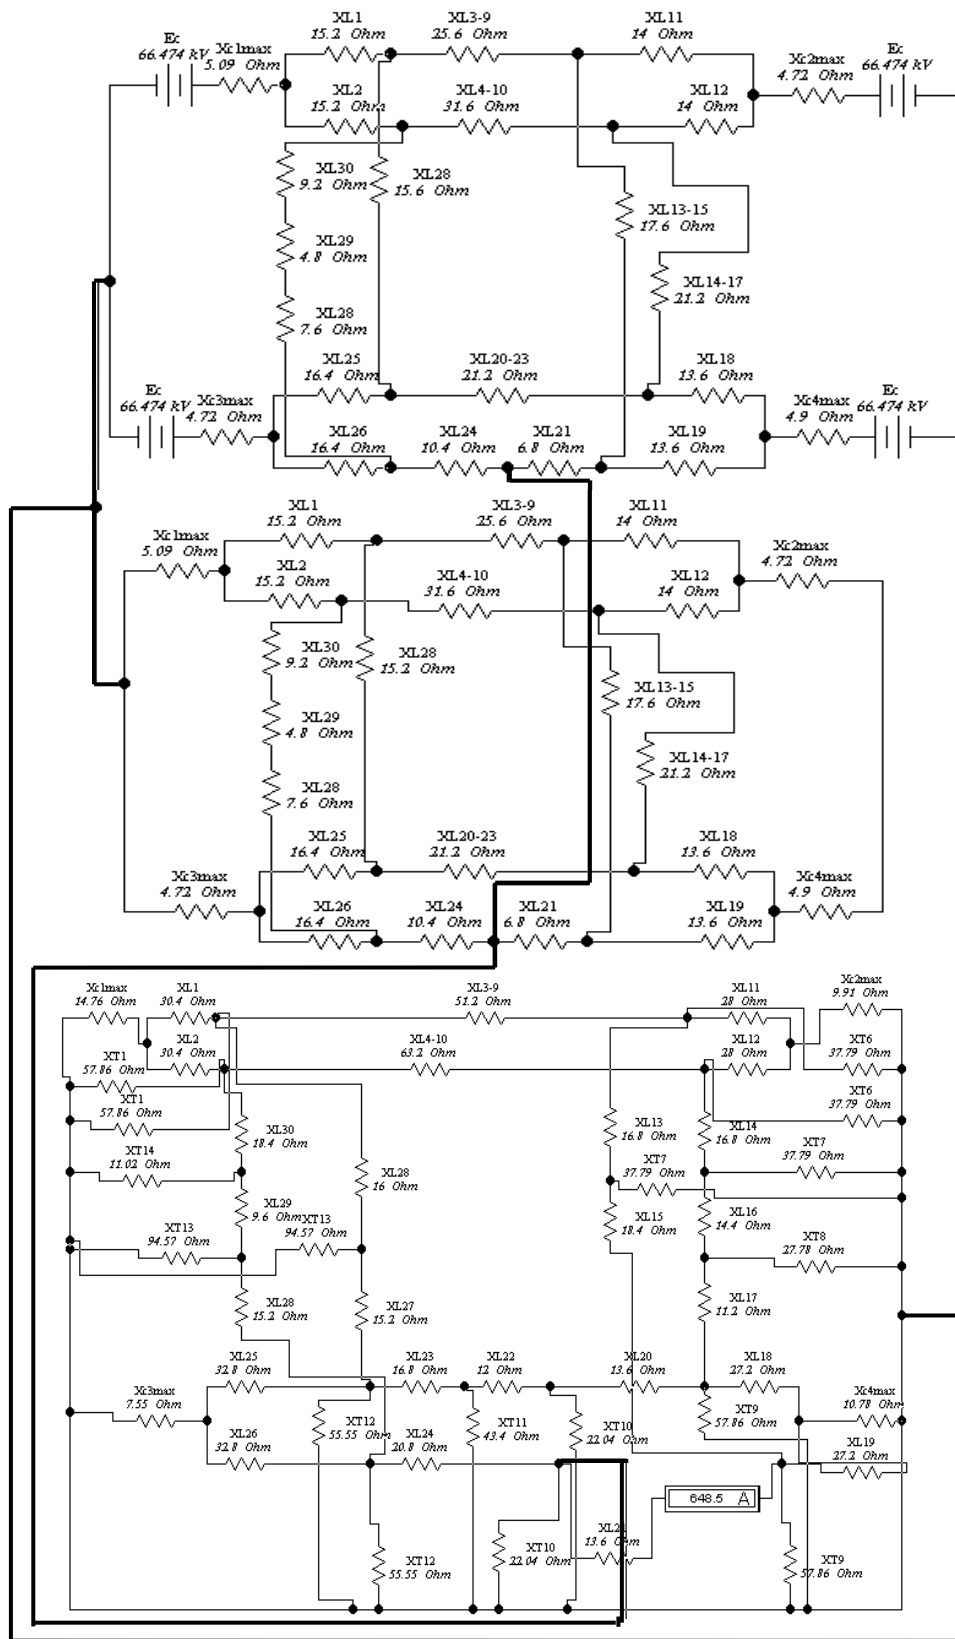 XL1
15.2 Ohm
XL3-9
25.6 Ohm
XL11
14 Ohm
Ec
66.474 kV
Xc1max
5.09 Ohm
Xc2max
4.72 Ohm
Ec
66.474 kV
XL2
15.2 Ohm
XL4-10
31.6 Ohm
XL12
14 Ohm
XL30
9.2 Ohm
XL28
15.6 Ohm
XL13-15
17.6 Ohm
XL29
4.8 Ohm
XL14-17
21.2 Ohm
XL28
7.6 Ohm
XL25
16.4 Ohm
XL20-23
21.2 Ohm
XL18
13.6 Ohm
Ec
66.474 kV
Xc3max
4.72 Ohm
Xc4max
4.9 Ohm
Ec
66.474 kV
XL26
16.4 Ohm
XL24
10.4 Ohm
XL21
6.8 Ohm
XL19
13.6 Ohm
XL1
15.2 Ohm
XL3-9
25.6 Ohm
XL11
14 Ohm
Xc1max
5.09 Ohm
Xc2max
4.72 Ohm
XL2
15.2 Ohm
XL4-10
31.6 Ohm
XL12
14 Ohm
XL30
9.2 Ohm
XL28
15.2 Ohm
XL13-15
17.6 Ohm
XL29
4.8 Ohm
XL14-17
21.2 Ohm
XL28
7.6 Ohm
XL25
16.4 Ohm
XL20-23
21.2 Ohm
XL18
13.6 Ohm
Xc3max
4.72 Ohm
Xc4max
4.9 Ohm
XL26
16.4 Ohm
XL24
10.4 Ohm
XL21
6.8 Ohm
XL19
13.6 Ohm
Xc1max
14.76 Ohm
XL1
30.4 Ohm
XL3-9
51.2 Ohm
XL11
28 Ohm
Xc2max
9.91 Ohm
XL2
30.4 Ohm
XL4-10
63.2 Ohm
XL12
28 Ohm
XT6
37.79 Ohm
XT1
57.86 Ohm
XT1
57.86 Ohm
XT6
37.79 Ohm
XL30
18.4 Ohm
XL13
16.8 Ohm
XL14
16.8 Ohm
XT7
37.79 Ohm
XT14
11.02 Ohm
XL28
16 Ohm
XT7
37.79 Ohm
XL29
9.6 Ohm
XL15
18.4 Ohm
XL16
14.4 Ohm
XT13
94.57 Ohm
XT13
94.57 Ohm
XT8
27.78 Ohm
XL28
15.2 Ohm
XL27
15.2 Ohm
XL17
11.2 Ohm
XL25
32.8 Ohm
XL23
16.8 Ohm
XL22
12 Ohm
XL20
13.6 Ohm
XL18
27.2 Ohm
Xc3max
7.55 Ohm
Xc4max
10.78 Ohm
XT12
55.55 Ohm
XT11
43.4 Ohm
XT10
22.04 Ohm
XT9
57.86 Ohm
XL26
32.8 Ohm
XL24
20.8 Ohm
XL19
27.2 Ohm
648.5 A
XL21
13.6 Ohm
XT12
55.55 Ohm
XT10
22.04 Ohm
XT9
57.86 Ohm